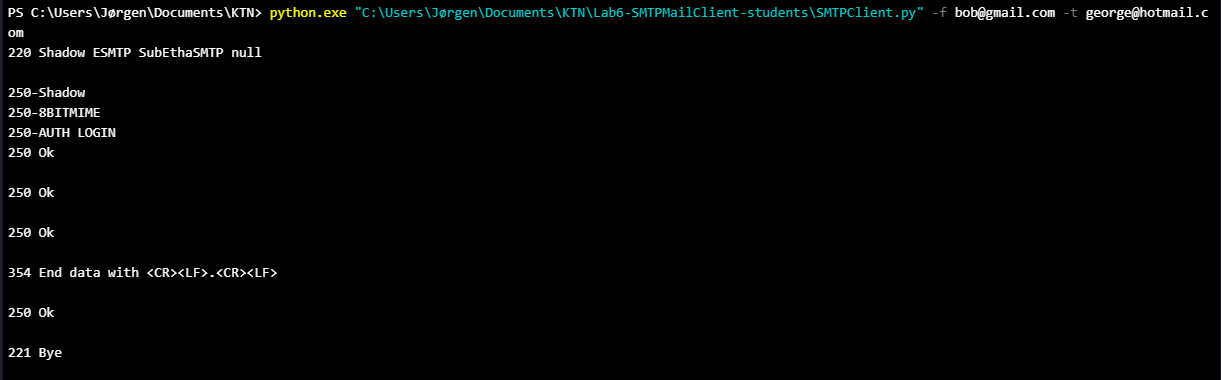 PS C:\Users\Jørgen\Documents\KTN> python.exe "C:\Users\Jørgen\Documents\KTN\Lab6-SMTPMailClient-students\SMTPClient.py" -f bob@gmail.com -t george@hotmail.c
om
220 Shadow ESMTP SubEthaSMTP null
250-Shadow
250-8BITMIME
250-AUTH LOGIN
250 Ok
250 Ok
250 Ok
354 End data with <CR><LF>.<CR><LF>
250 Ok
221 Bye